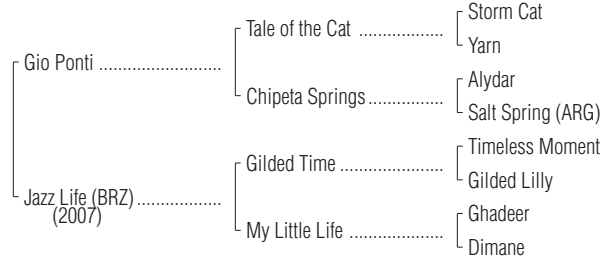 Storm Cat
Tale of the Cat ..................
Yarn
Gio Ponti ..........................
Alydar
Chipeta Springs ................
Salt Spring (ARG)
Timeless Moment
Gilded Time ......................
Gilded Lilly
Jazz Life (BRZ) ..................
(2007)
Ghadeer
My Little Life ....................
Dimane